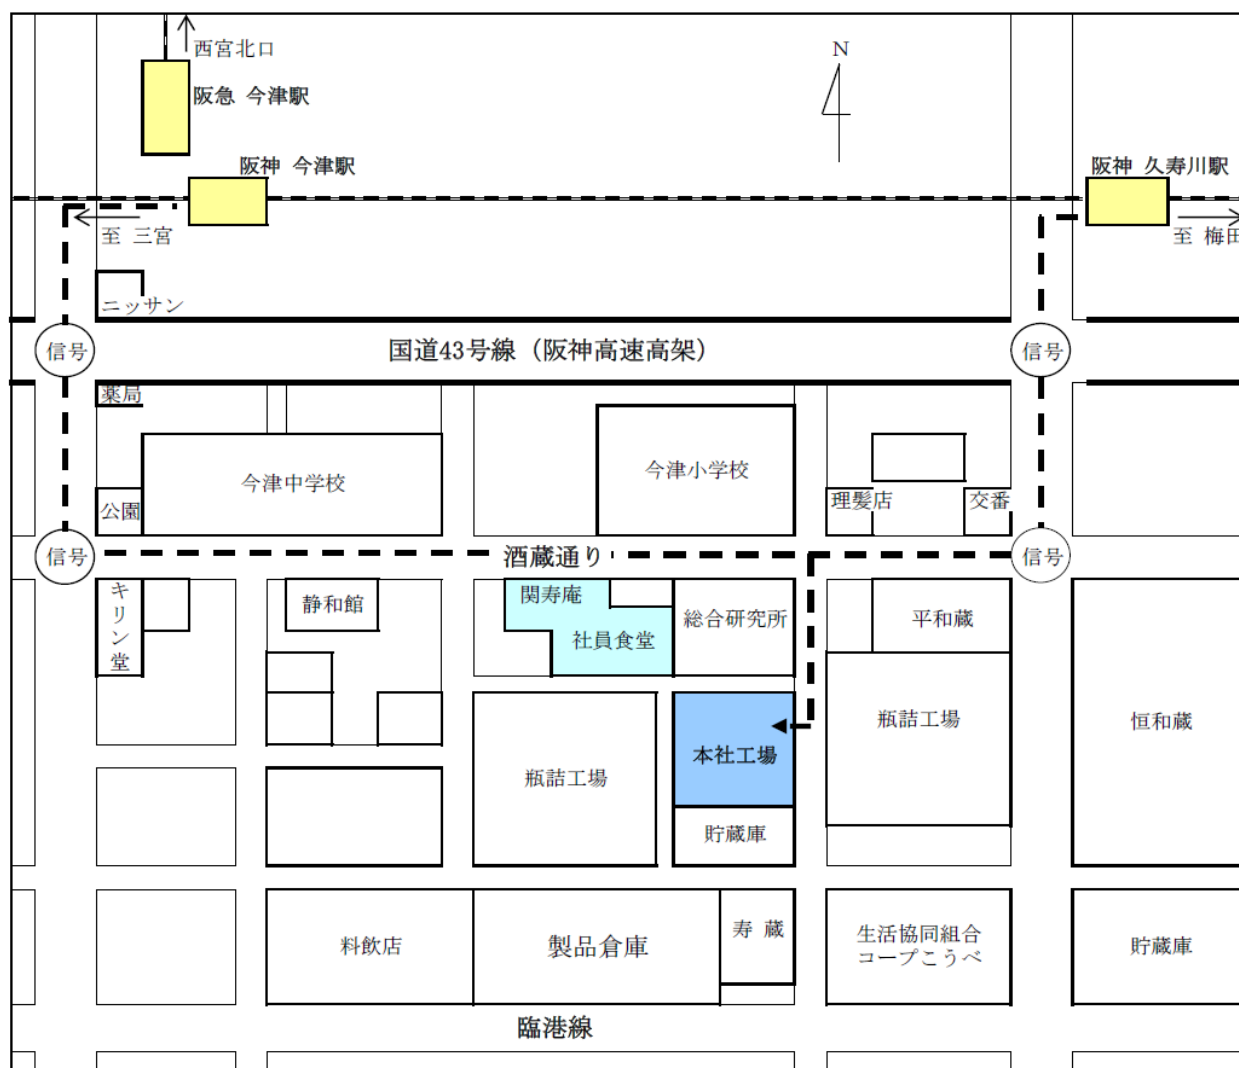 西宮北口
N
阪急 今津駅
阪神 今津駅
阪神 久寿川駅
至 三宮
至 梅田
ニッサン
信号
国道43号線（阪神高速高架）
信号
薬局
今津中学校
今津小学校
公園
理髪店
交番
信号
酒蔵通り
信号
キリン堂
静和館
関寿庵
社員食堂
総合研究所
平和蔵
瓶詰工場
恒和蔵
本社工場
瓶詰工場
貯蔵庫
料飲店
製品倉庫
寿 蔵
生活協同組合
コープこうべ
貯蔵庫
臨港線